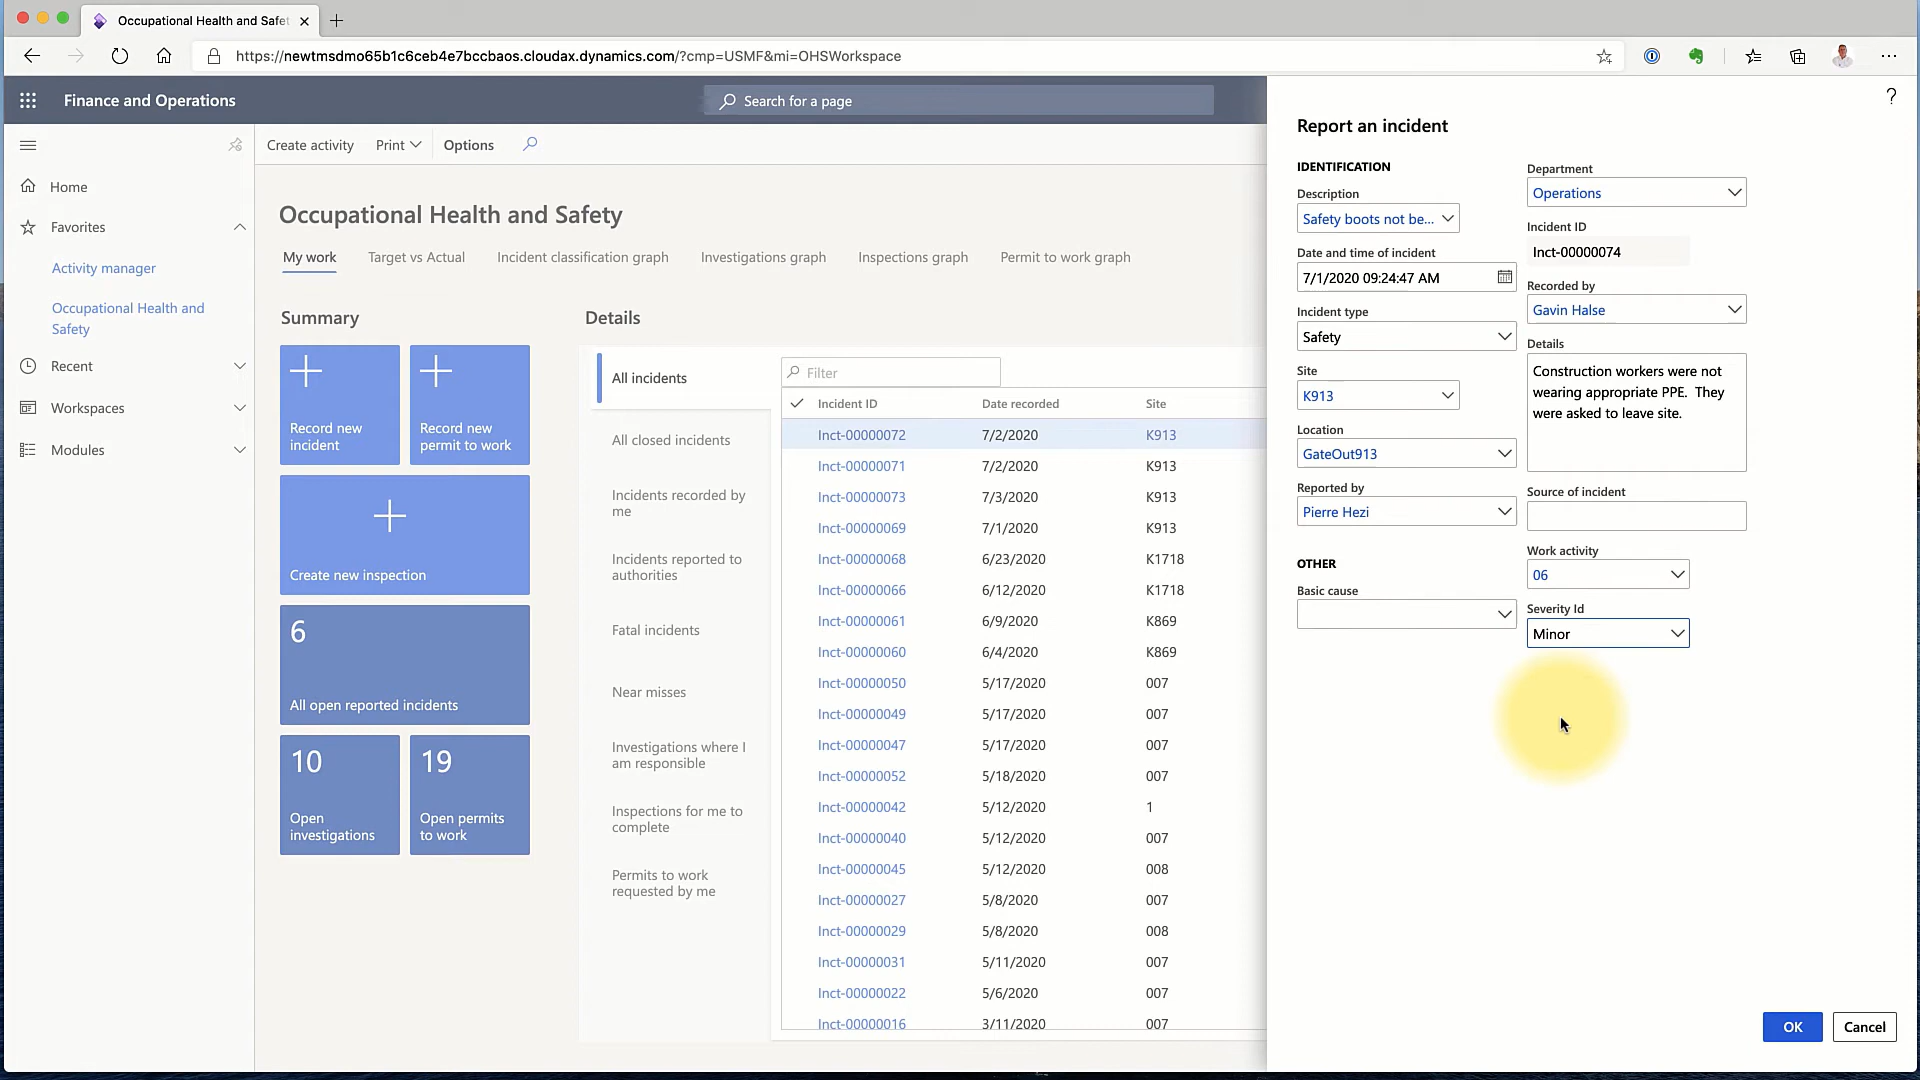 Occupational Health and Safet
https://newtmsdmo65b1c6ceb4e7bccbaos.cloudax.dynamics.com/?cmp=USMF&mi=OHSWorkspace
Finance and Operations
Search for a page
?
Home
Favorites
Activity manager
Occupational Health and
Safety
Recent
Workspaces
Modules
Create activity
Print
Options
Occupational Health and Safety
My work
Target vs Actual
Incident classification graph
Investigations graph
Inspections graph
Permit to work graph
Summary
Record new
incident
Record new
permit to work
Create new inspection
6
All open reported incidents
10
Open
investigations
19
Open permits
to work
Details
All incidents
All closed incidents
Incidents recorded by
me
Incidents reported to
authorities
Fatal incidents
Near misses
Investigations where I
am responsible
Inspections for me to
complete
Permits to work
requested by me
Filter
Incident ID Date recorded Site
Inct-00000072 7/2/2020 K913
Inct-00000071 7/2/2020 K913
Inct-00000073 7/3/2020 K913
Inct-00000069 7/1/2020 K913
Inct-00000068 6/23/2020 K1718
Inct-00000066 6/12/2020 K1718
Inct-00000061 6/9/2020 K869
Inct-00000060 6/4/2020 K869
Inct-00000050 5/17/2020 007
Inct-00000049 5/17/2020 007
Inct-00000047 5/17/2020 007
Inct-00000052 5/18/2020 007
Inct-00000042 5/12/2020 1
Inct-00000040 5/12/2020 007
Inct-00000045 5/12/2020 008
Inct-00000027 5/8/2020 007
Inct-00000029 5/8/2020 008
Inct-00000031 5/11/2020 007
Inct-00000022 5/6/2020 007
Inct-00000016 3/11/2020 007
Report an incident
IDENTIFICATION
Description
Safety boots not be...
Date and time of incident
7/1/2020 09:24:47 AM
Incident type
Safety
Site
K913
Location
GateOut913
Reported by
Pierre Hezi
OTHER
Basic cause
Department
Operations
Incident ID
Inct-00000074
Recorded by
Gavin Halse
Details
Construction workers were not
wearing appropriate PPE. They
were asked to leave site.
Source of incident
Work activity
06
Severity Id
Minor
OK
Cancel